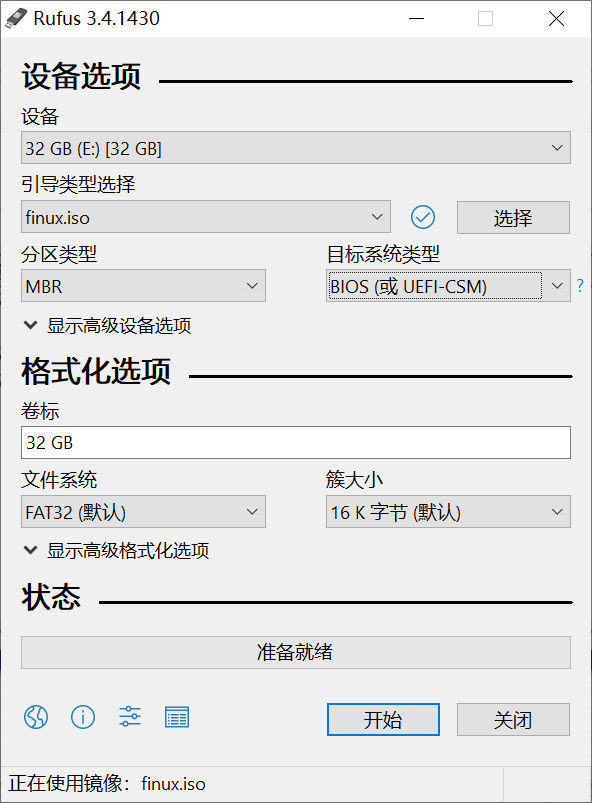 Rufus 3.4.1430
设备选项
设备
32 GB (E:) [32 GB]
引导类型选择
finux.iso
选择
分区类型
目标系统类型
MBR
BIOS (或 UEFI-CSM)
?
显示高级设备选项
格式化选项
卷标
32 GB
文件系统
簇大小
FAT32 (默认)
16 K 字节 (默认)
显示高级格式化选项
状态
准备就绪
开始
关闭
正在使用镜像：finux.iso